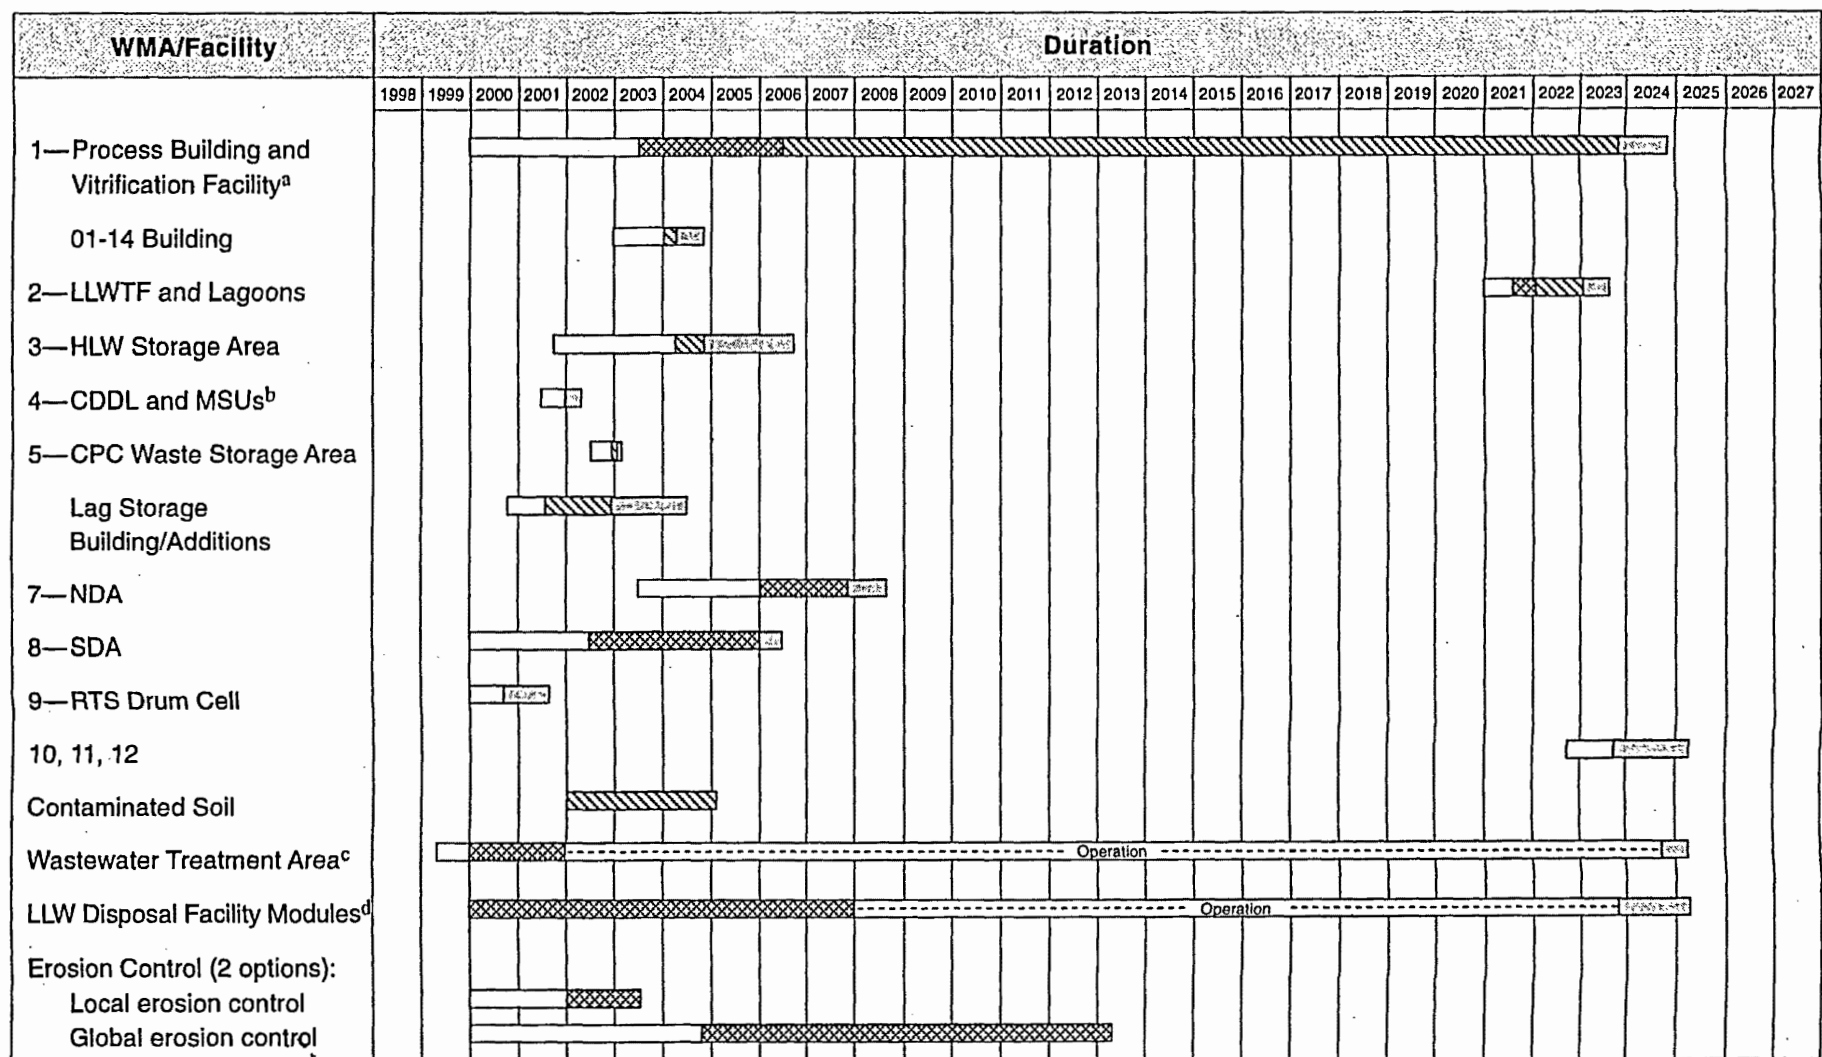 WMA/Facility
Duration
1998 1999 2000 2001 2002 2003 2004 2005 2006 2007 2008 2009 2010 2011 2012 2013 2014 2015 2016 2017 2018 2019 2020 2021 2022 2023 2024 2025 2026 2027
1—Process Building and
Vitrification Facilityᵃ
01-14 Building
2—LLWTF and Lagoons
3—HLW Storage Area
4—CDDL and MSUsᵇ
5—CPC Waste Storage Area
Lag Storage
Building/Additions
7—NDA
8—SDA
9—RTS Drum Cell
10, 11, 12
Contaminated Soil
Wastewater Treatment Areaᶜ
Operation
LLW Disposal Facility Modulesᵈ
Operation
Erosion Control (2 options):
Local erosion control
Global erosion control